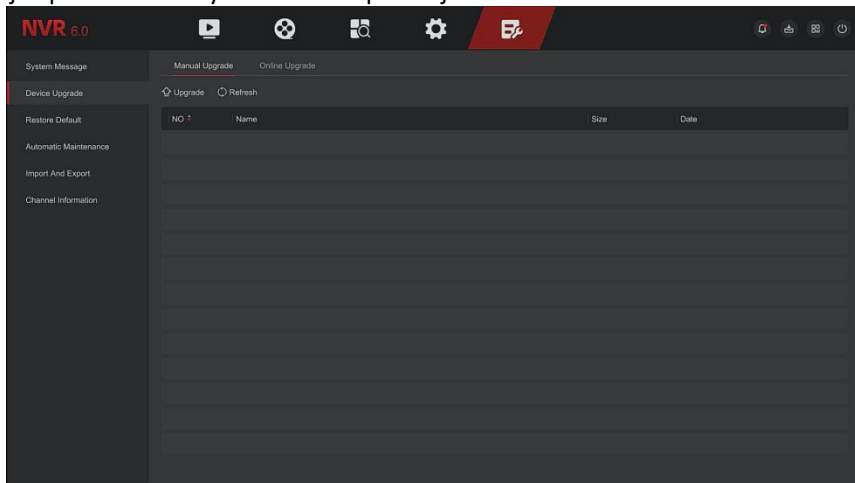 NVR 6.0
System Message
Device Upgrade
Restore Default
Automatic Maintenance
Import And Export
Channel Information
Manual Upgrade Online Upgrade
Upgrade Refresh
NO Name Size Date